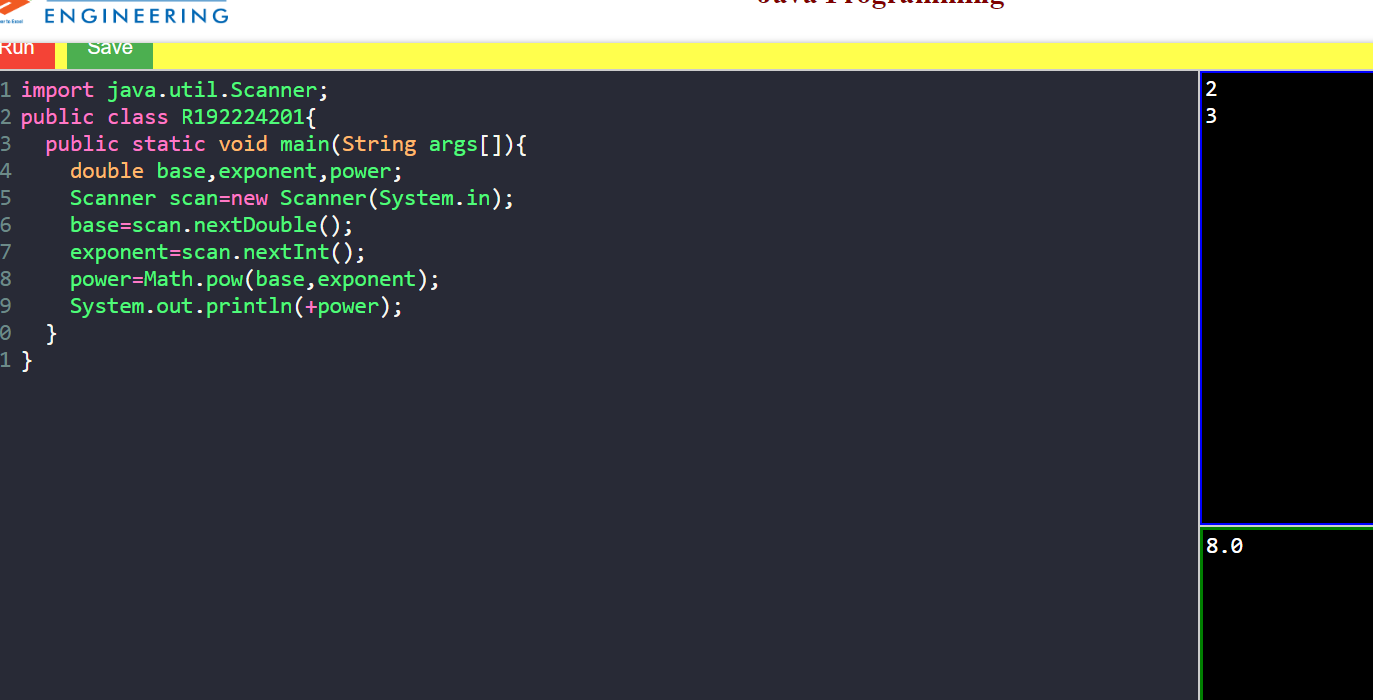 ENGINEERING
Java Programming
Run Save
1 import java.util.Scanner;
2 public class R192224201{
3 public static void main(String args[]){
4 double base,exponent,power;
5 Scanner scan=new Scanner(System.in);
6 base=scan.nextDouble();
7 exponent=scan.nextInt();
8 power=Math.pow(base,exponent);
9 System.out.println(+power);
0 }
1 }
2
3
8.0